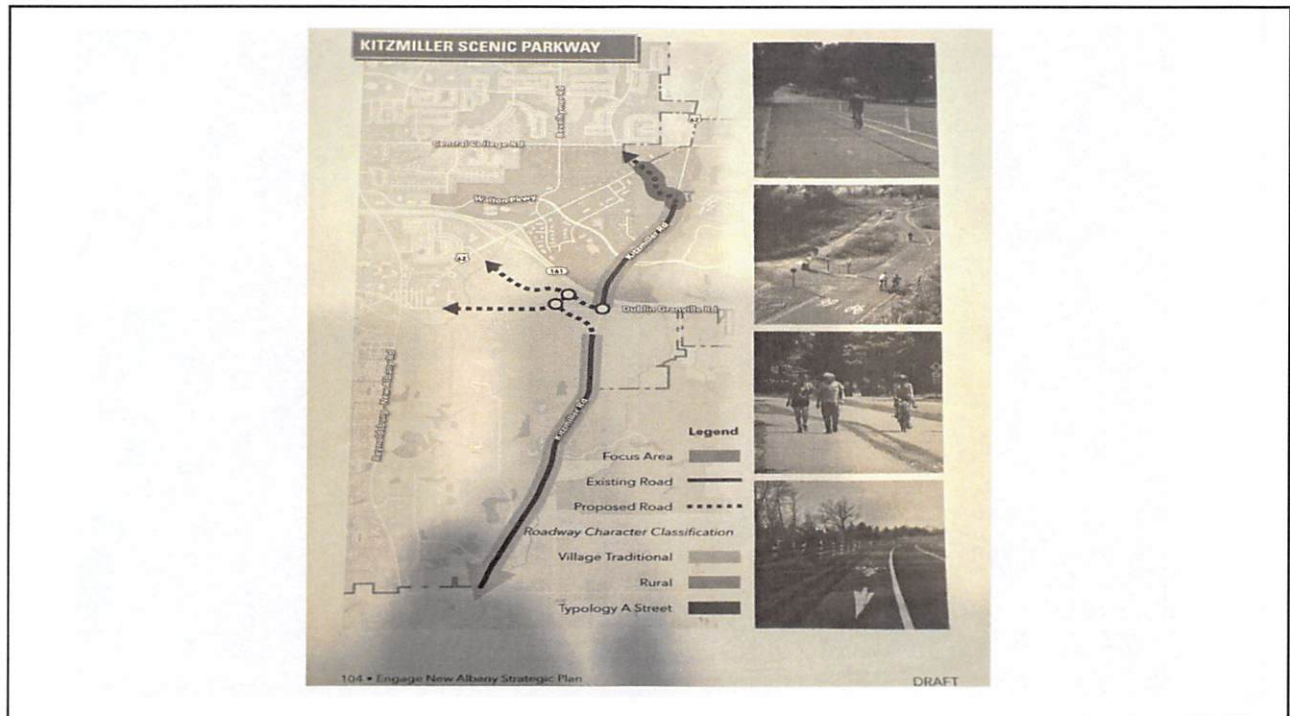 KITZMILLER SCENIC PARKWAY
62
Central College Rd
Walton Pkwy
Kitzmiller Rd
62
161
Dublin Granville Rd
Kitzmiller Rd
Legend
Focus Area
Existing Road
Proposed Road
Roadway Character Classification
Village Traditional
Rural
Typology A Street
104 • Engage New Albany Strategic Plan
DRAFT